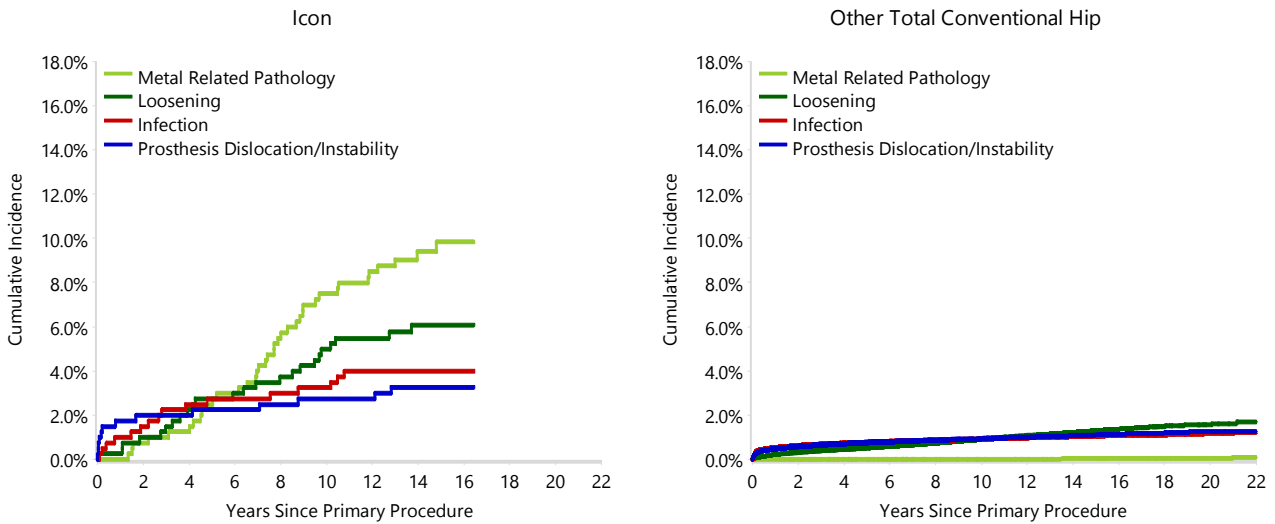 Icon
18.0%
16.0%
14.0%
12.0%
10.0%
8.0%
6.0%
4.0%
2.0%
0.0%
Cumulative Incidence
Metal Related Pathology
Loosening
Infection
Prosthesis Dislocation/Instability
0 2 4 6 8 10 12 14 16 18 20 22
Years Since Primary Procedure
Other Total Conventional Hip
18.0%
16.0%
14.0%
12.0%
10.0%
8.0%
6.0%
4.0%
2.0%
0.0%
Cumulative Incidence
Metal Related Pathology
Loosening
Infection
Prosthesis Dislocation/Instability
0 2 4 6 8 10 12 14 16 18 20 22
Years Since Primary Procedure